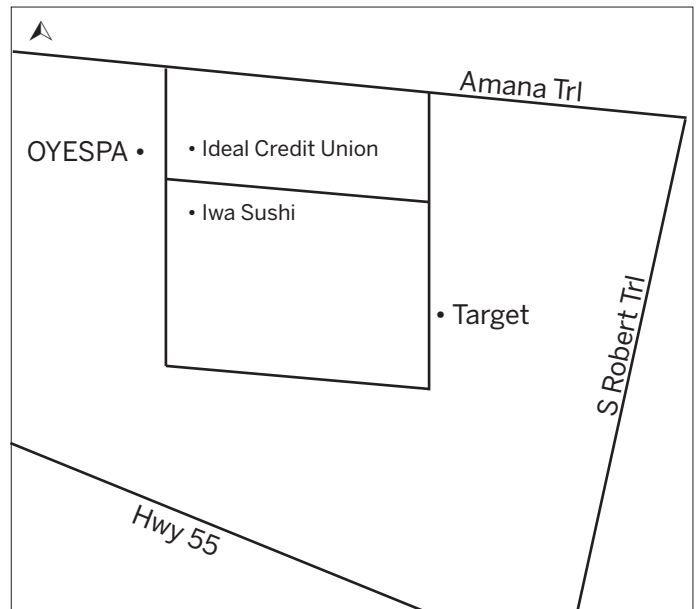 Amana Trl
OYESPA
Ideal Credit Union
Iwa Sushi
Target
S Robert Trl
Hwy 55